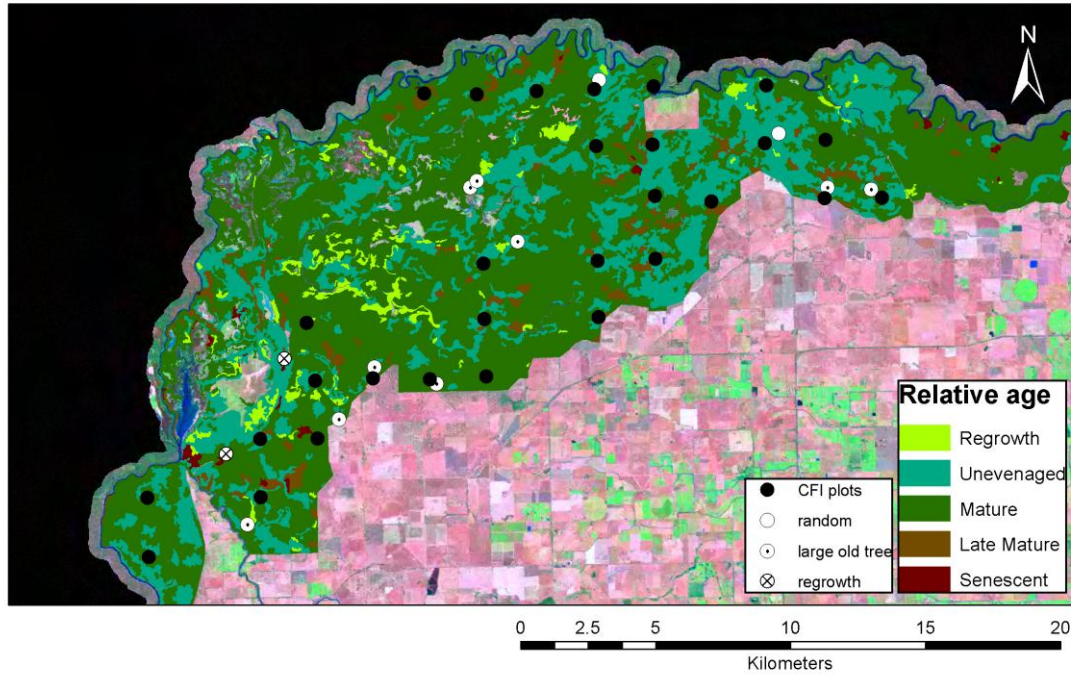 N
Relative age
Regrowth
Unevenaged
Mature
Late Mature
Senescent
CFI plots
random
large old tree
regrowth
0 2.5 5 10 15 20
Kilometers